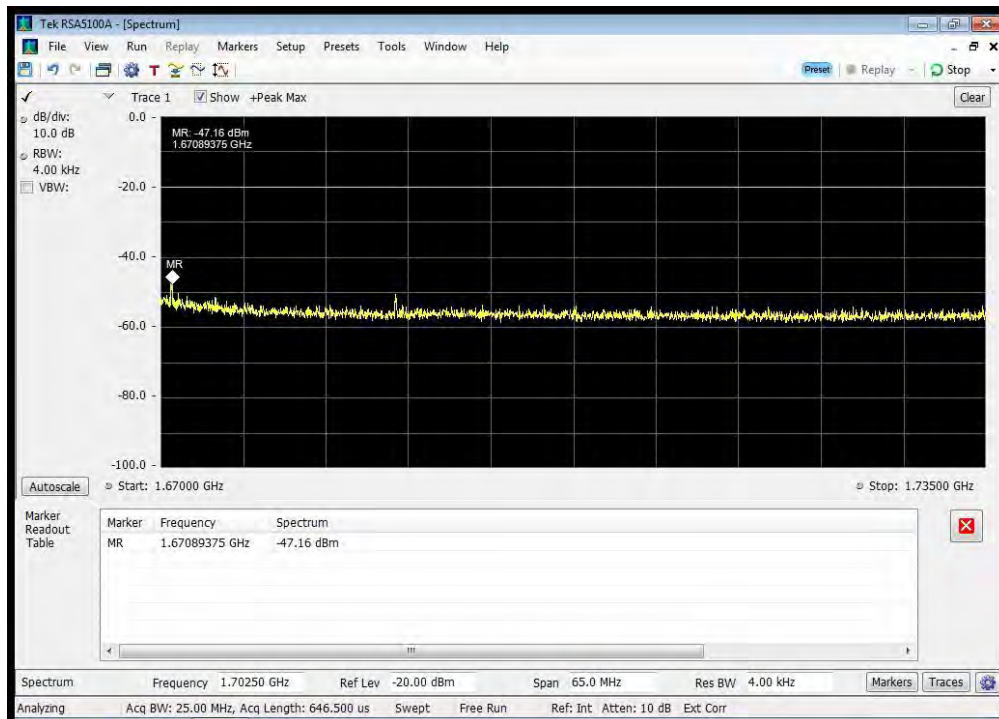 Tek RSA5100A - [Spectrum]
File View Run Replay Markers Setup Presets Tools Window Help
Preset Replay Stop
Trace 1 Show +Peak Max Clear
dB/div:
10.0 dB
RBW:
4.00 kHz
VBW:
0.0
MR: -47.16 dBm
1.67089375 GHz
-20.0
-40.0
MR
-60.0
-80.0
-100.0
Autoscale Start: 1.67000 GHz Stop: 1.73500 GHz
Marker
Readout
Table
Marker Frequency Spectrum
MR 1.67089375 GHz -47.16 dBm
Spectrum Frequency 1.70250 GHz Ref Lev -20.00 dBm Span 65.0 MHz Res BW 4.00 kHz Markers Traces
Analyzing Acq BW: 25.00 MHz, Acq Length: 646.500 us Swept Free Run Ref: Int Atten: 10 dB Ext Corr